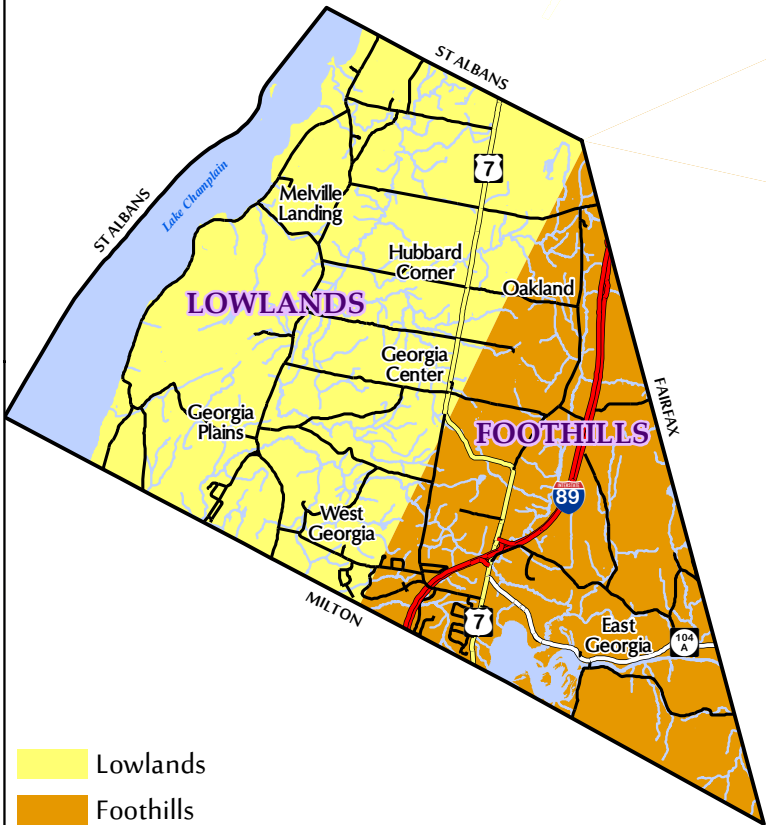 ST ALBANS
7
ST ALBANS
Lake Champlain
Melville
Landing
Hubbard
Corner
Oakland
LOWLANDS
Georgia
Center
FAIRFAX
Georgia
Plains
FOOTHILLS
89
West
Georgia
MILTON
7
East
Georgia
104
A
Lowlands
Foothills